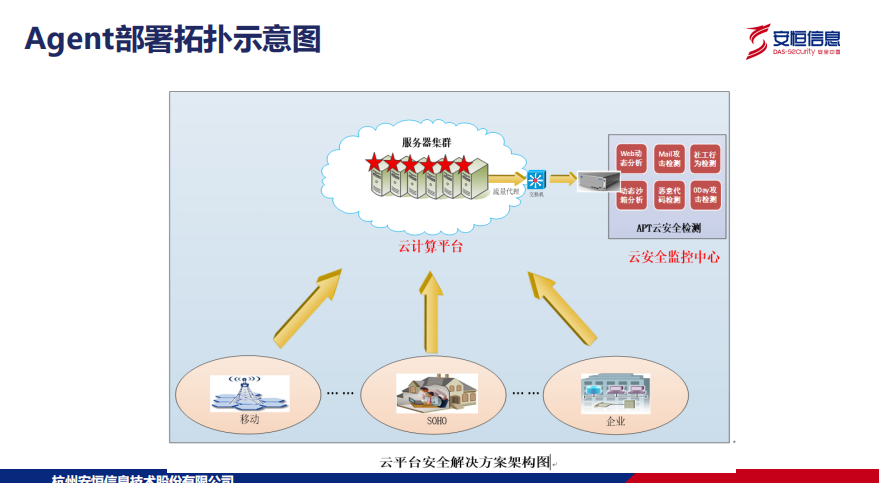 Agent部署拓扑示意图
安恒信息
DAS-security 安全中国
服务器集群
流量代理
交换机
云计算平台
Web动
态分析
Mail攻
击检测
社工行
为检测
动态沙
箱分析
恶意代
码检测
0Day攻
击检测
APT云安全检测
云安全监控中心
移动
……
SOHO
……
企业
云平台安全解决方案架构图
杭州安恒信息技术股份有限公司